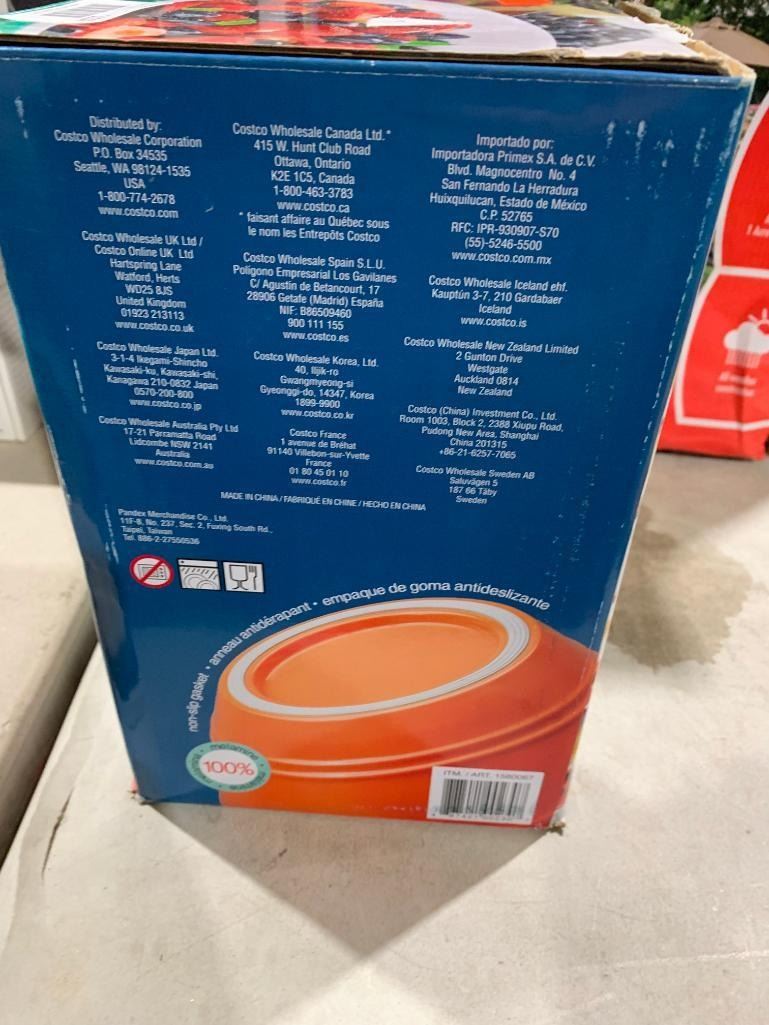 Distributed by:
Costco Wholesale Corporation
P.O. Box 34535
Seattle, WA 98124-1535
USA
1-800-774-2678
www.costco.com
Costco Wholesale UK Ltd /
Costco Online UK Ltd
Hartspring Lane
Watford, Herts
WD25 8JS
United Kingdom
01923 213113
www.costco.co.uk
Costco Wholesale Japan Ltd.
3-1-4 Ikegami-Shincho
Kawasaki-ku, Kawasaki-shi,
Kanagawa 210-0832 Japan
0570-200-800
www.costco.co.jp
Costco Wholesale Australia Pty Ltd
17-21 Parramatta Road
Lidcombe NSW 2141
Australia
www.costco.com.au
Costco Wholesale Canada Ltd.*
415 W. Hunt Club Road
Ottawa, Ontario
K2E 1C5, Canada
1-800-463-3783
www.costco.ca
* faisant affaire au Québec sous
le nom les Entrepôts Costco
Costco Wholesale Spain S.L.U.
Polígono Empresarial Los Gavilanes
C/ Agustín de Betancourt, 17
28906 Getafe (Madrid) España
NIF: B86509460
900 111 155
www.costco.es
Costco Wholesale Korea, Ltd.
40, Iljik-ro
Gwangmyeong-si
Gyeonggi-do, 14347, Korea
1899-9900
www.costco.co.kr
Costco France
1 avenue de Bréhat
91140 Villebon-sur-Yvette
France
01 80 45 01 10
www.costco.fr
Importado por:
Importadora Primex S.A. de C.V.
Blvd. Magnocentro No. 4
San Fernando La Herradura
Huixquilucan, Estado de México
C.P. 52765
RFC: IPR-930907-S70
(55)-5246-5500
www.costco.com.mx
Costco Wholesale Iceland ehf.
Kauptún 3-7, 210 Gardabaer
Iceland
www.costco.is
Costco Wholesale New Zealand Limited
2 Gunton Drive
Westgate
Auckland 0814
New Zealand
Costco (China) Investment Co., Ltd.
Room 1003, Block 2, 2388 Xiupu Road,
Pudong New Area, Shanghai
China 201315
+86-21-6257-7065
Costco Wholesale Sweden AB
Saluvägen 5
187 66 Täby
Sweden
MADE IN CHINA / FABRIQUÉ EN CHINE / HECHO EN CHINA
Pandex Merchandise Co., Ltd.
11F-8, No. 237, Sec. 2, Fuxing South Rd.,
Taipei, Taiwan
Tel. 886-2-27550536
non-slip gasket • anneau antidérapant • empaque de goma antideslizante
melamine
100%
ITM. / ART. 1580067